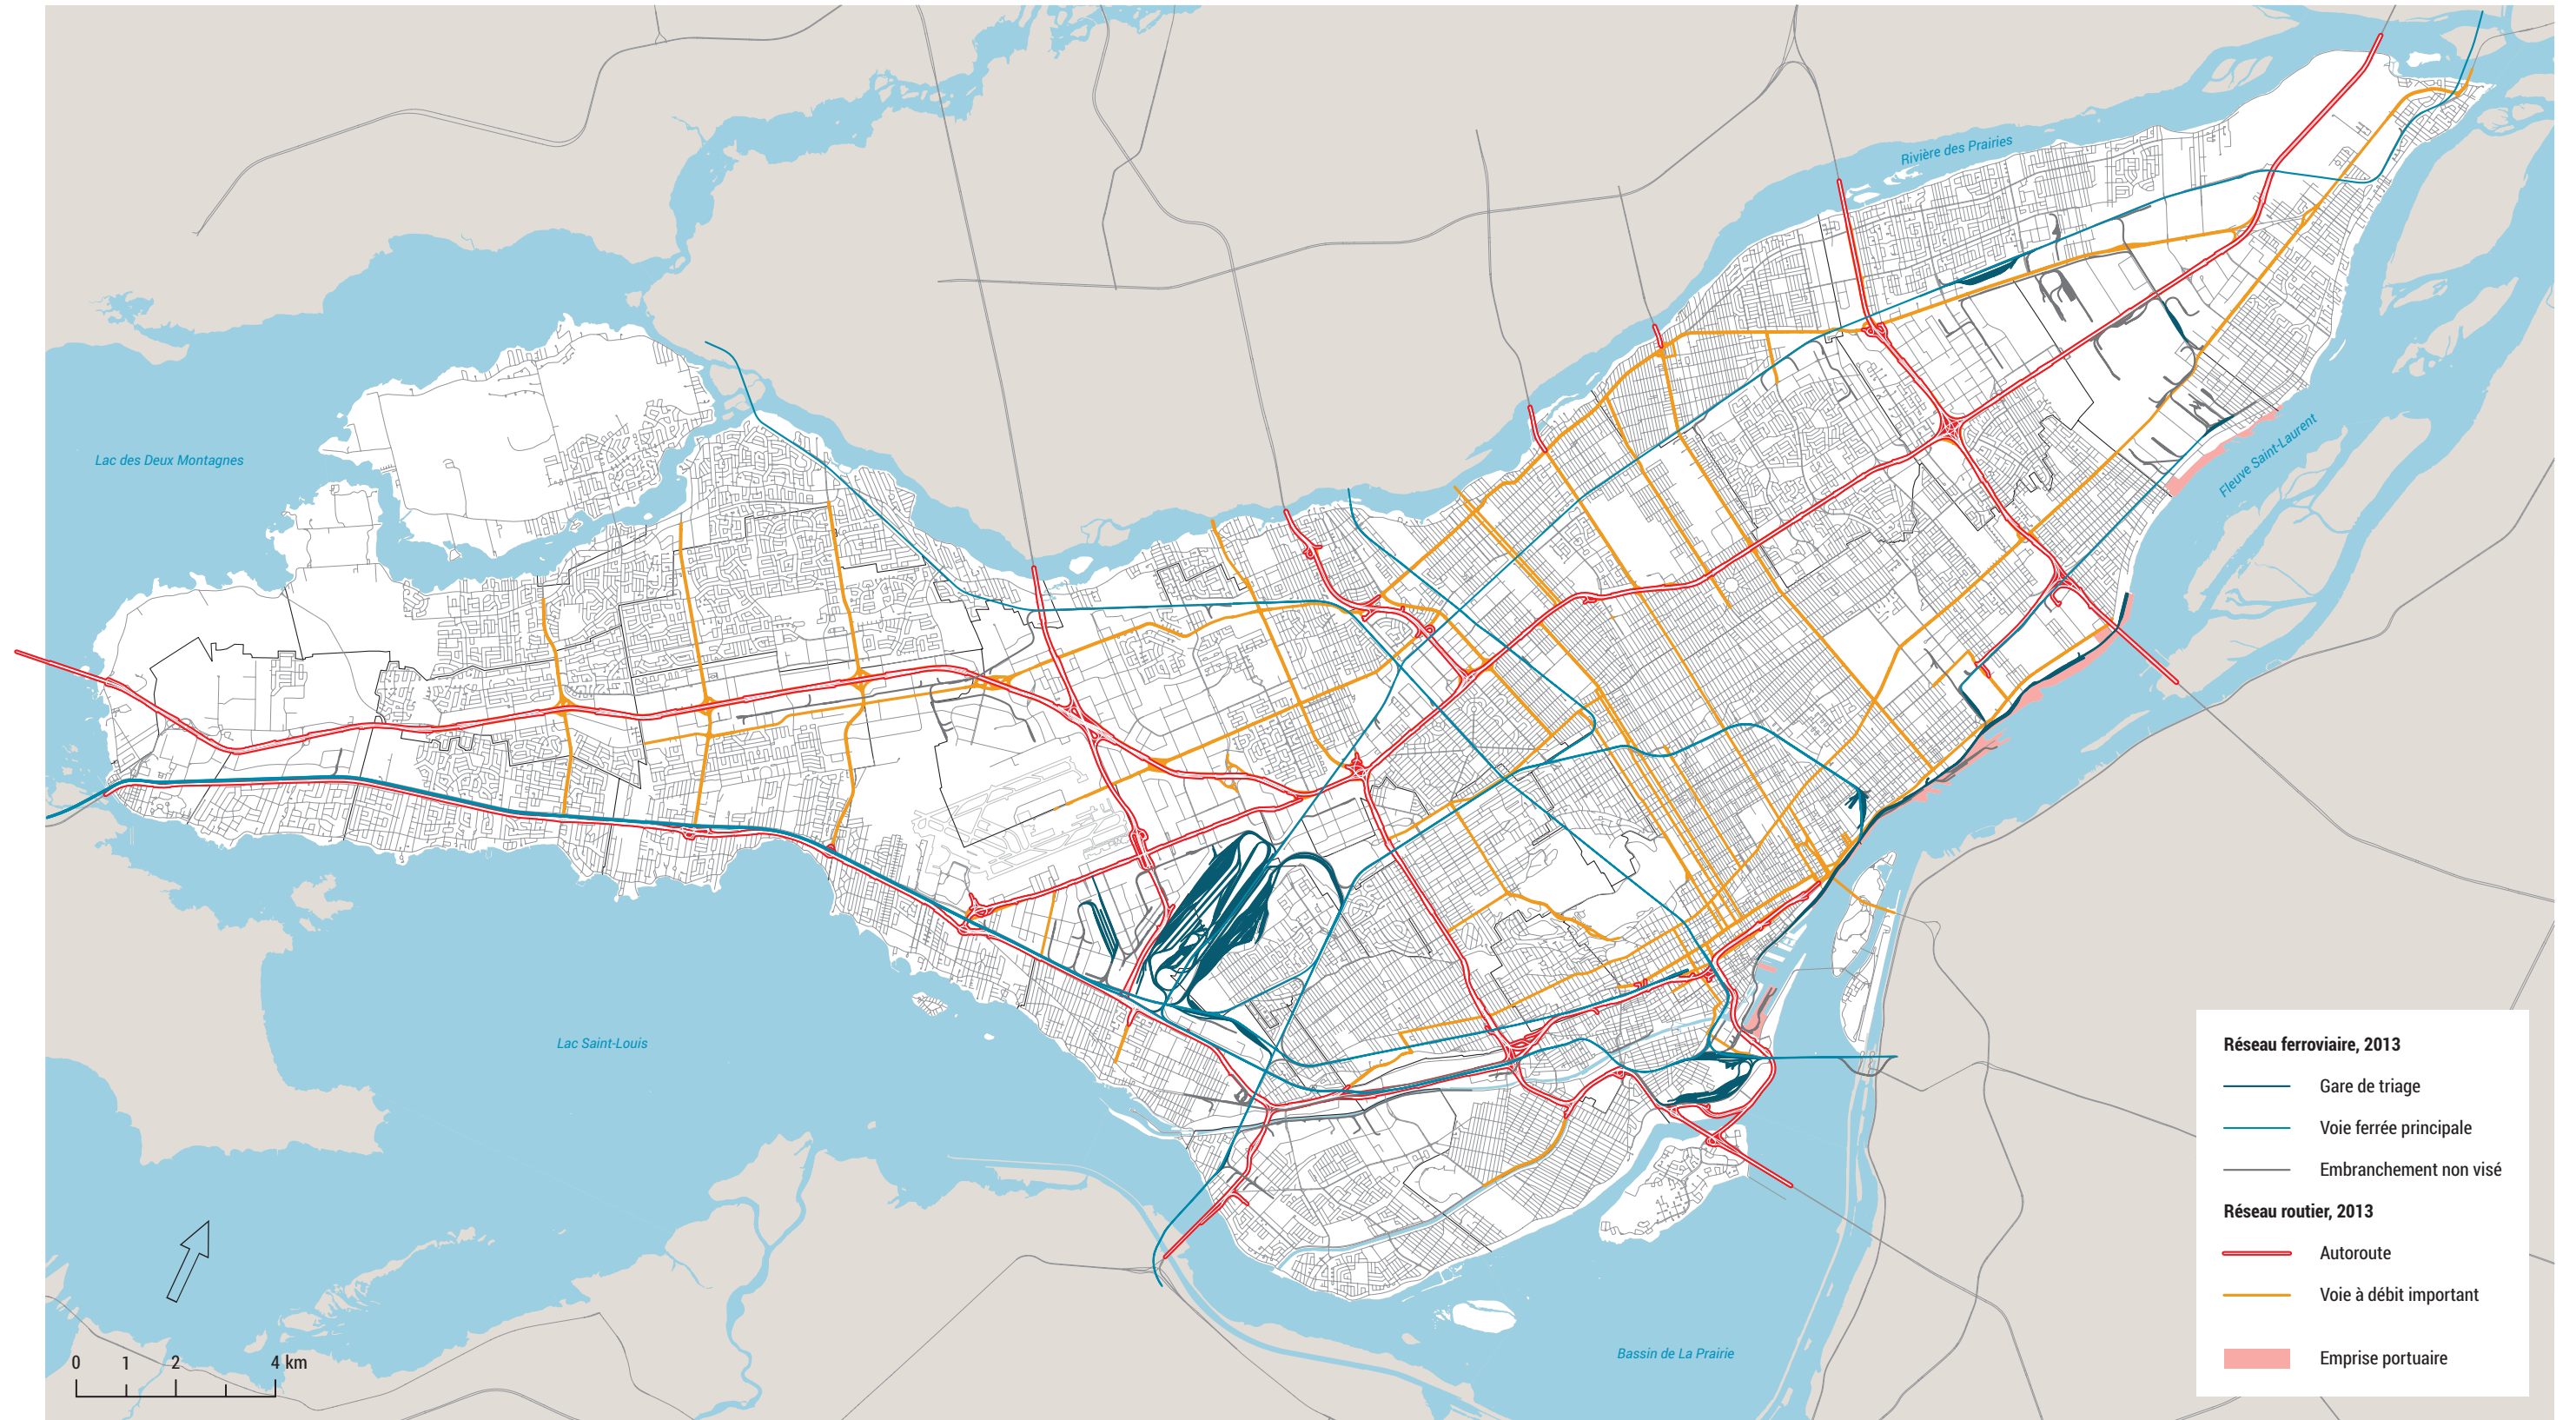 Rivière des Prairies
Lac des Deux Montagnes
Fleuve Saint-Laurent
Lac Saint-Louis
Bassin de La Prairie
0 1 2 4 km
Réseau ferroviaire, 2013
Gare de triage
Voie ferrée principale
Embranchement non visé
Réseau routier, 2013
Autoroute
Voie à débit important
Emprise portuaire